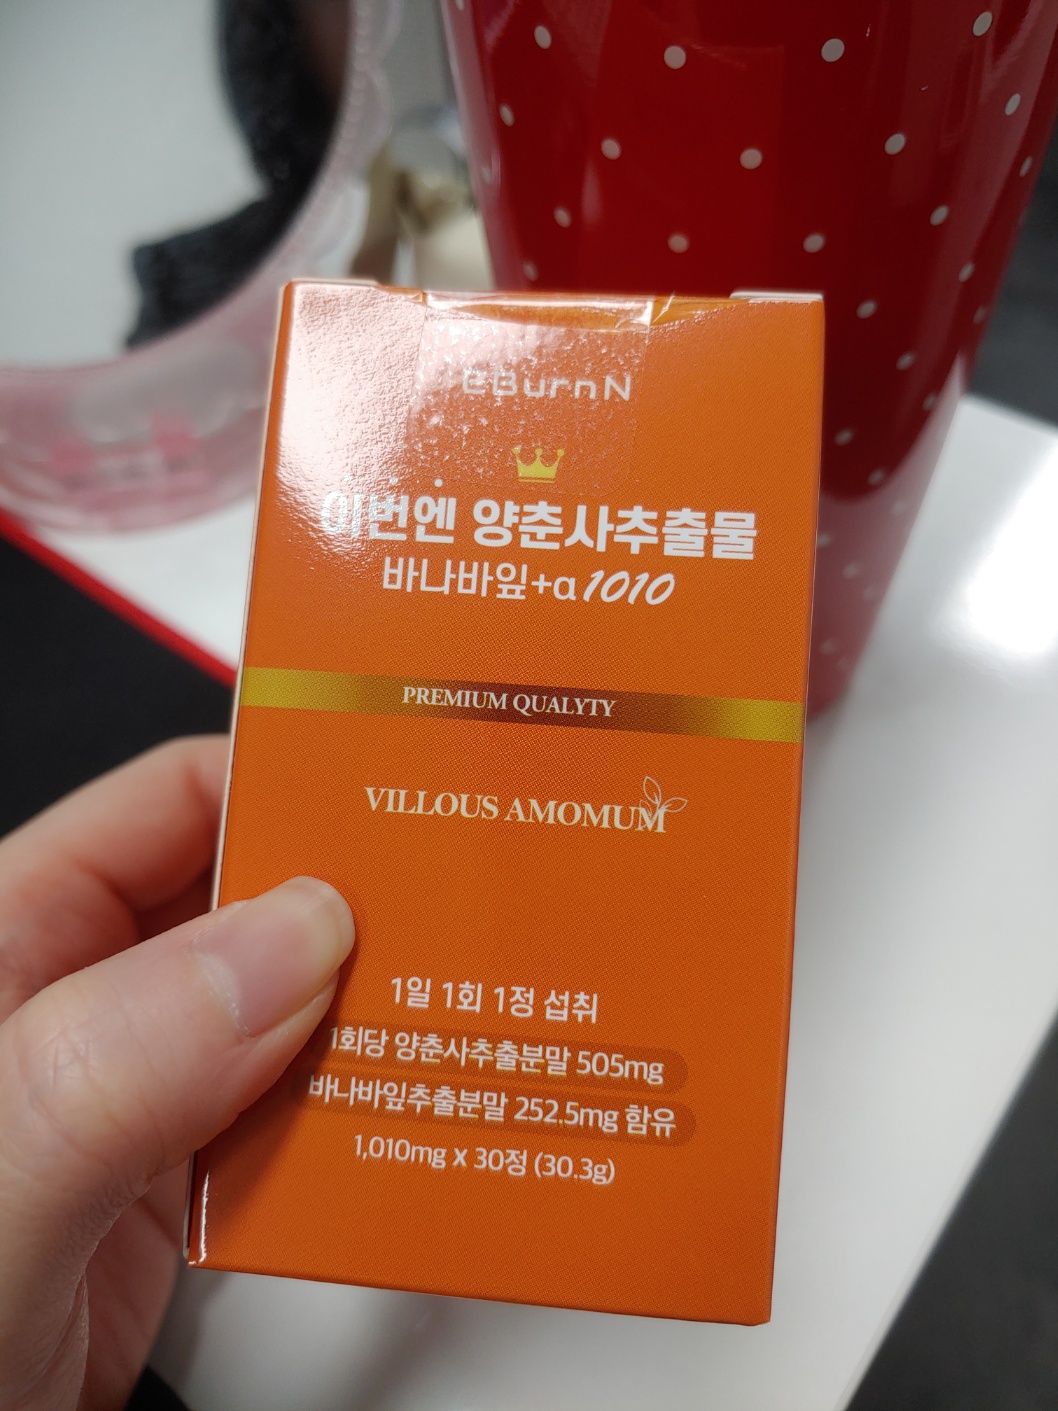 eBurnN
이번엔 양춘사추출물
바나바잎+α 1010
PREMIUM QUALYTY
VILLOUS AMOMUM
1일 1회 1정 섭취
1회당 양춘사추출분말 505mg
바나바잎추출분말 252.5mg 함유
1,010mg x 30정 (30.3g)